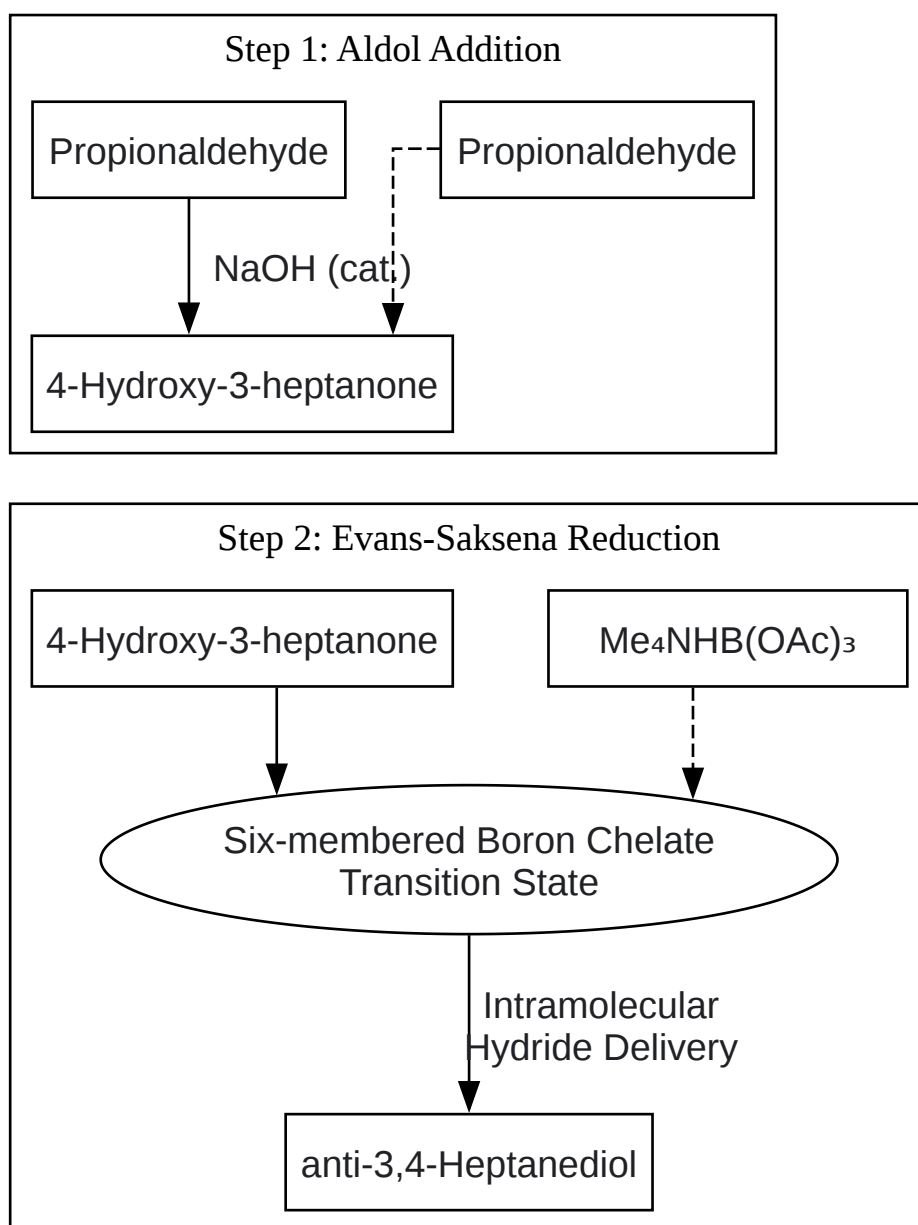 Step 1: Aldol Addition
Propionaldehyde
Propionaldehyde
NaOH (cat.)
4-Hydroxy-3-heptanone
Step 2: Evans-Saksena Reduction
4-Hydroxy-3-heptanone
Me₄NHB(OAc)₃
Six-membered Boron Chelate
Transition State
Intramolecular
Hydride Delivery
anti-3,4-Heptanediol